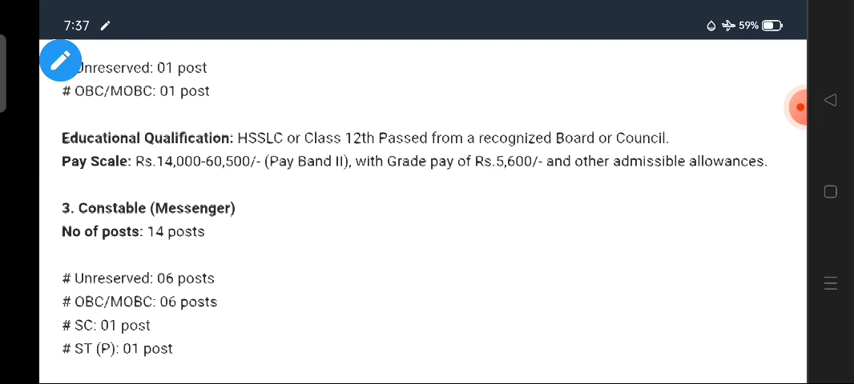 7:37
59%
Unreserved: 01 post
# OBC/MOBC: 01 post
Educational Qualification: HSSLC or Class 12th Passed from a recognized Board or Council.
Pay Scale: Rs.14,000-60,500/- (Pay Band II), with Grade pay of Rs.5,600/- and other admissible allowances.
3. Constable (Messenger)
No of posts: 14 posts
# Unreserved: 06 posts
# OBC/MOBC: 06 posts
# SC: 01 post
# ST (P): 01 post